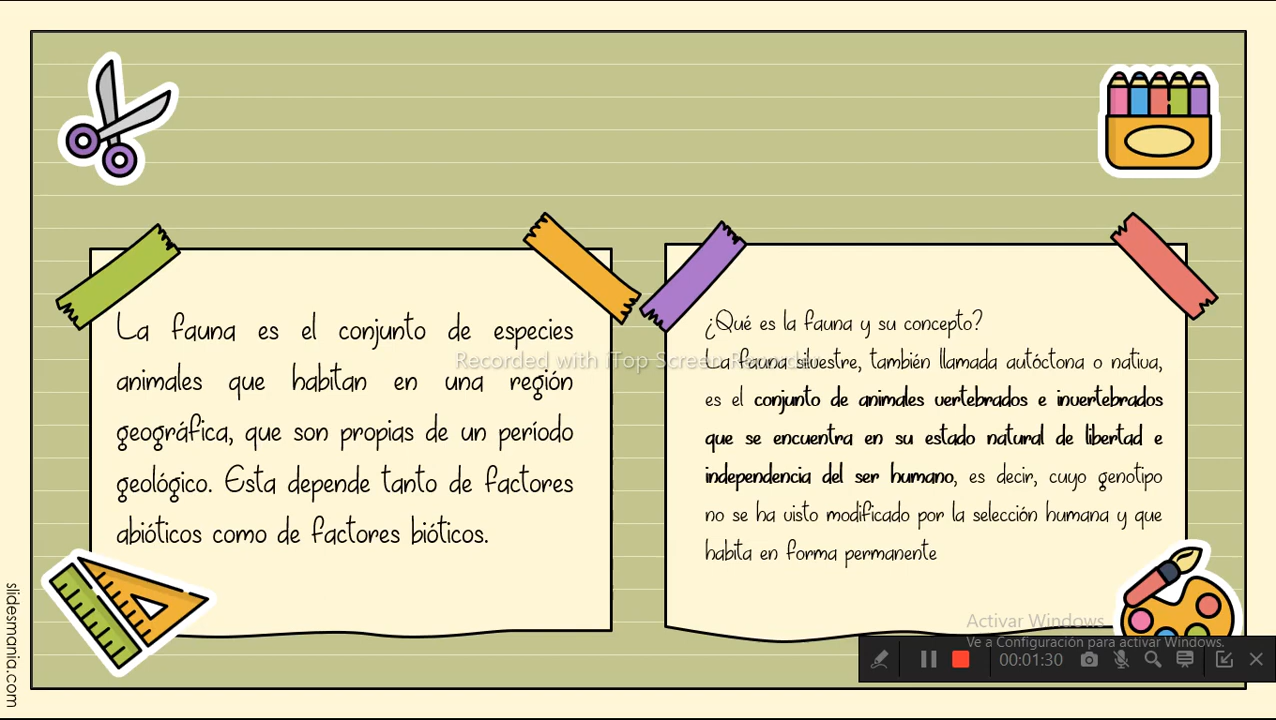 La fauna es el conjunto de especies
animales que habitan en una región
geográfica, que son propias de un período
geológico. Esta depende tanto de factores
abióticos como de factores bióticos.
¿Qué es la fauna y su concepto?
La fauna silvestre, también llamada autóctona o nativa,
es el conjunto de animales vertebrados e invertebrados
que se encuentra en su estado natural de libertad e
independencia del ser humano, es decir, cuyo genotipo
no se ha visto modificado por la selección humana y que
habita en forma permanente
Recorded with iTop Screen Recorder
slidesmania.com
Activar Windows
Ve a Configuración para activar Windows.
00:01:30